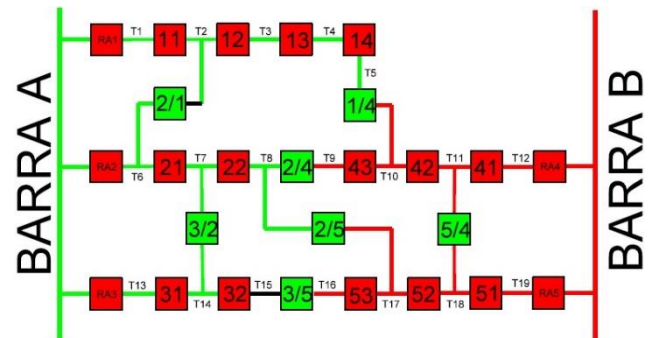 BARRA A
BARRA B
RA1 T1 11 T2 12 T3 13 T4 14
T5
2/1 1/4
RA2 T6 21 T7 22 T8 2/4 T9 43 T10 42 T11 41 T12 RA4
3/2 2/5 5/4
RA3 T13 31 T14 32 T15 3/5 T16 53 T17 52 T18 51 T19 RA5